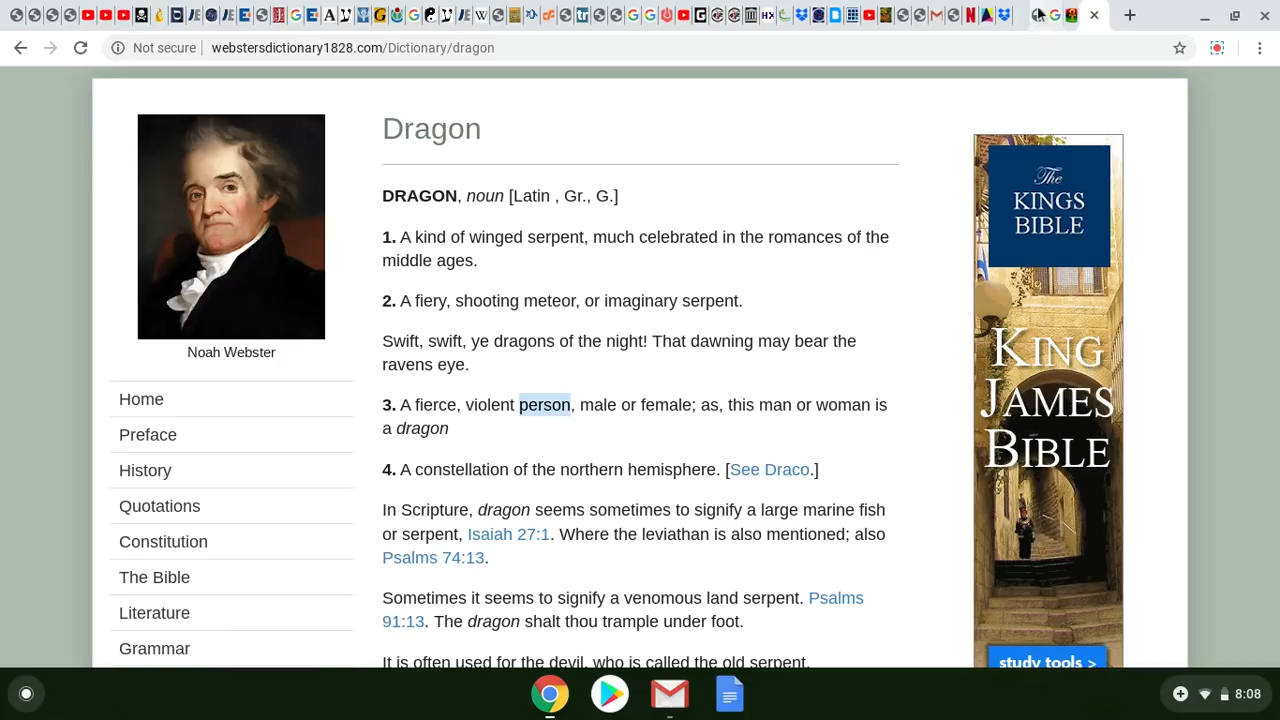 Not secure
webstersdictionary1828.com/Dictionary/dragon
Noah Webster
Home
Preface
History
Quotations
Constitution
The Bible
Literature
Grammar
Dragon
DRAGON, noun [Latin , Gr., G.]
1. A kind of winged serpent, much celebrated in the romances of the
middle ages.
2. A fiery, shooting meteor, or imaginary serpent.
Swift, swift, ye dragons of the night! That dawning may bear the
ravens eye.
3. A fierce, violent person, male or female; as, this man or woman is
a dragon
4. A constellation of the northern hemisphere. [See Draco.]
In Scripture, dragon seems sometimes to signify a large marine fish
or serpent, Isaiah 27:1. Where the leviathan is also mentioned; also
Psalms 74:13.
Sometimes it seems to signify a venomous land serpent. Psalms
91:13. The dragon shalt thou trample under foot.
It is often used for the devil, who is called the old serpent,
The
KINGS
BIBLE
KING
JAMES
BIBLE
study tools >
8:08